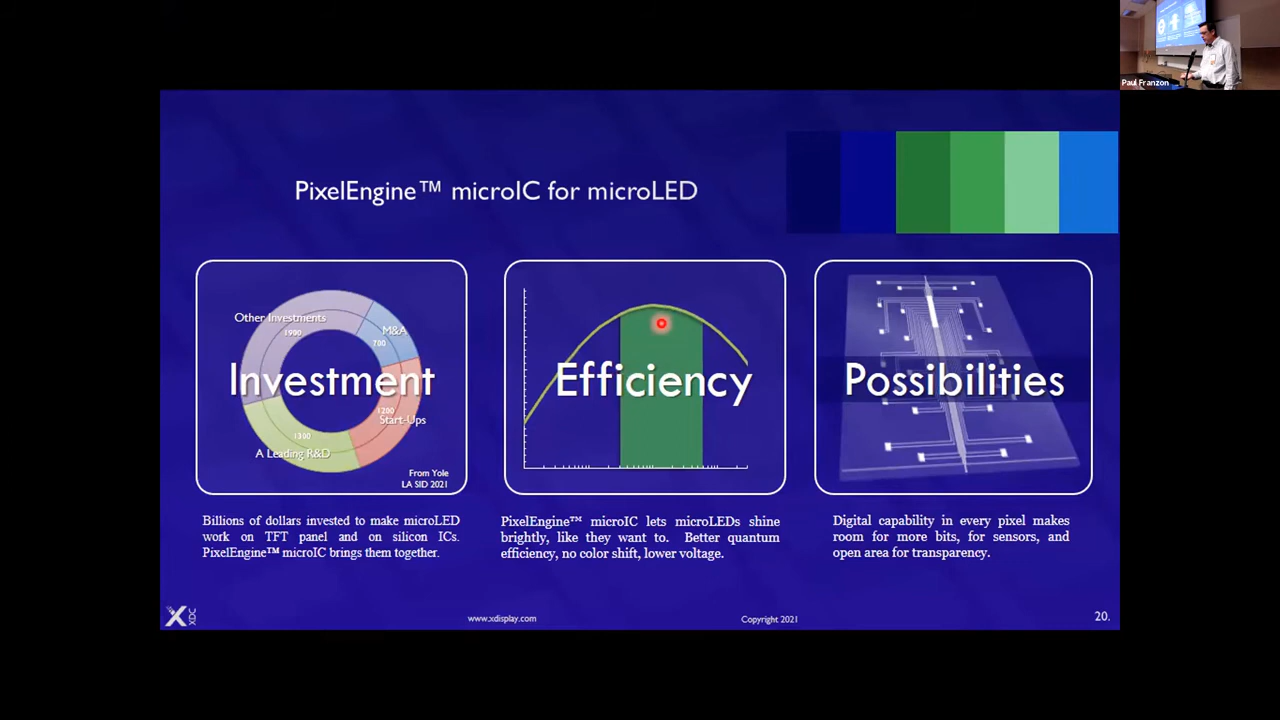 Paul Franzon
PixelEngine™ microIC for microLED
Other Investments
1900
M&A
700
Investment
1200
Start-Ups
1300
A Leading R&D
From Yole
LA SID 2021
Efficiency
Possibilities
Billions of dollars invested to make microLED
work on TFT panel and on silicon ICs.
PixelEngine™ microIC brings them together.
PixelEngine™ microIC lets microLEDs shine
brightly, like they want to. Better quantum
efficiency, no color shift, lower voltage.
Digital capability in every pixel makes
room for more bits, for sensors, and
open area for transparency.
X XDC
www.xdisplay.com
Copyright 2021
20.